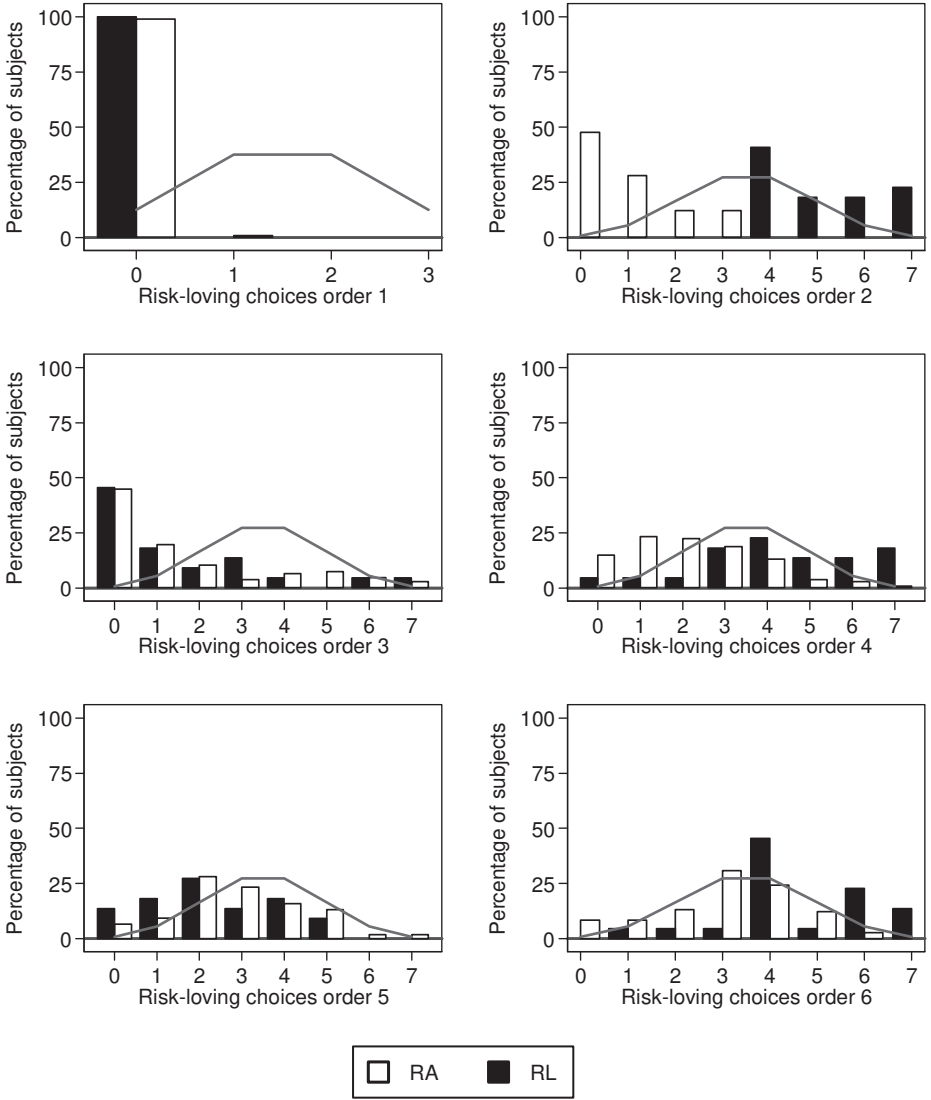 Percentage of subjects
100
75
50
25
0
0 1 2 3
Risk-loving choices order 1
Percentage of subjects
100
75
50
25
0
0 1 2 3 4 5 6 7
Risk-loving choices order 2
Percentage of subjects
100
75
50
25
0
0 1 2 3 4 5 6 7
Risk-loving choices order 3
Percentage of subjects
100
75
50
25
0
0 1 2 3 4 5 6 7
Risk-loving choices order 4
Percentage of subjects
100
75
50
25
0
0 1 2 3 4 5 6 7
Risk-loving choices order 5
Percentage of subjects
100
75
50
25
0
0 1 2 3 4 5 6 7
Risk-loving choices order 6
RA RL